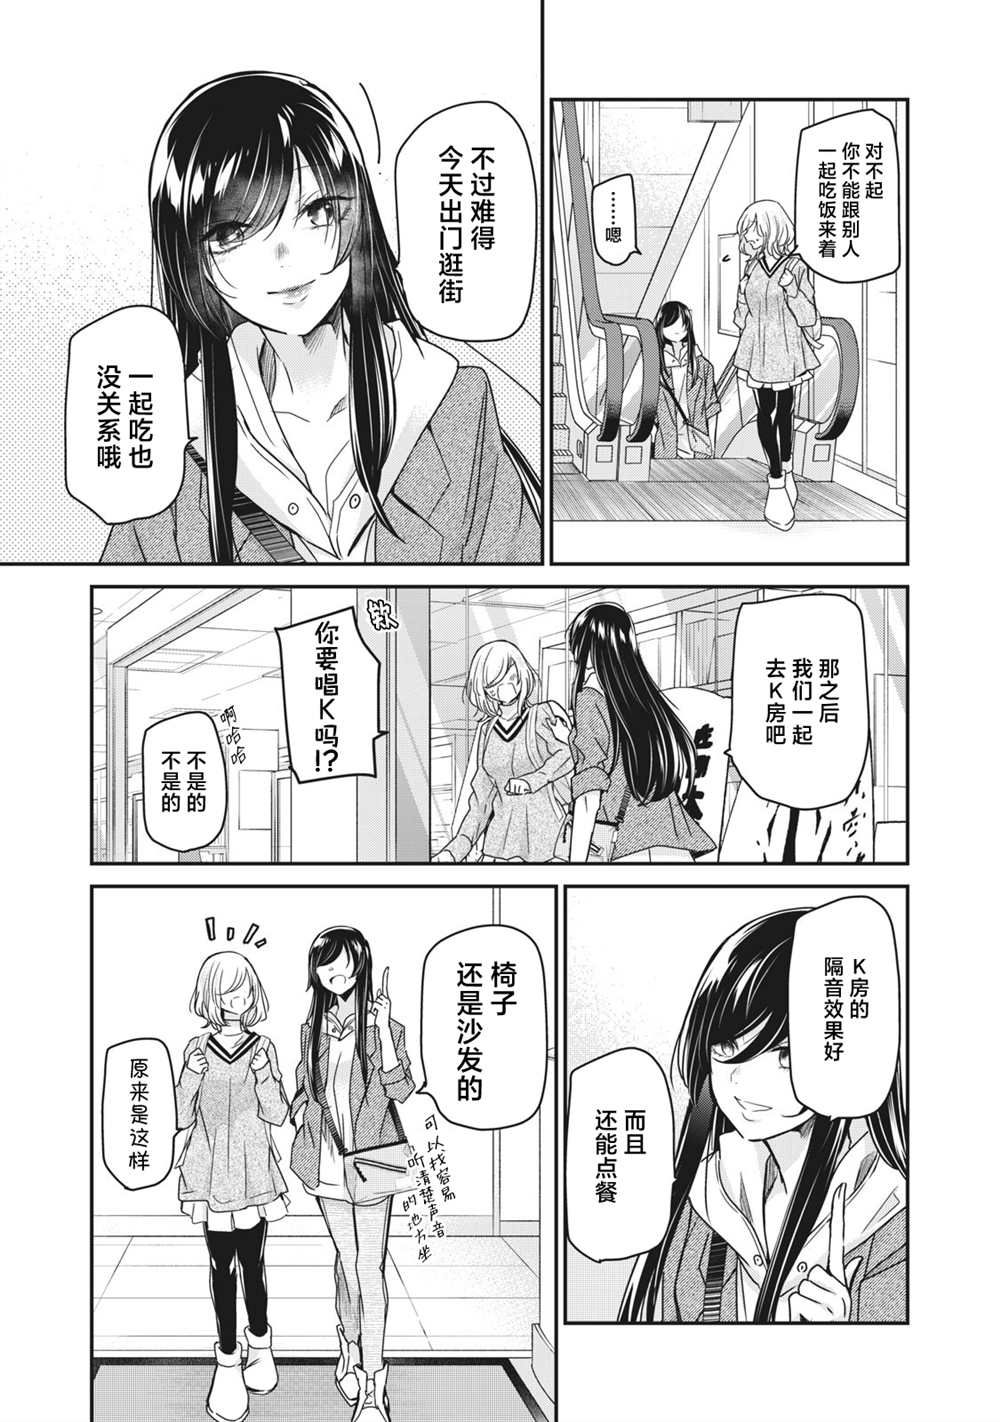 对不起
你不能跟别人
一起吃饭来着
……嗯
不过难得
今天出门逛街
一起吃也
没关系哦
那之后
我们一起
去K房吧
欸
你要唱K吗!?
啊哈哈
不是的
不是的
K房的
隔音效果好
而且
还能点餐
椅子
还是沙发的
可以找容易
听清楚声音
的地方坐
原来是这样